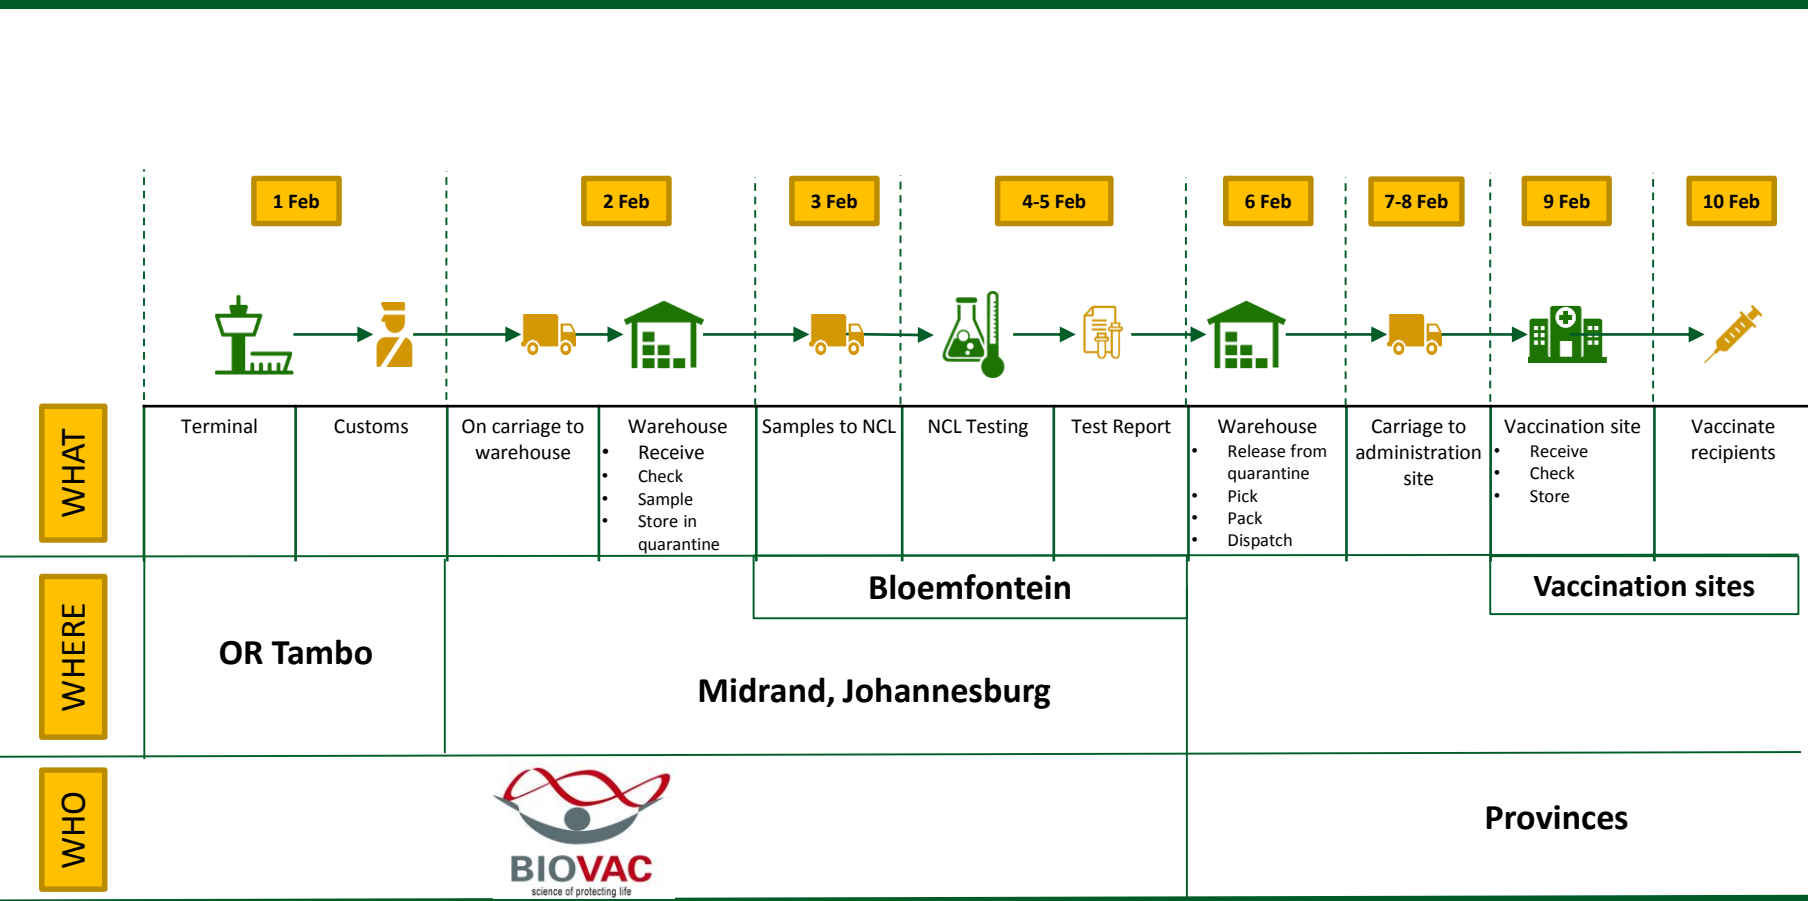 1 Feb
2 Feb
3 Feb
4-5 Feb
6 Feb
7-8 Feb
9 Feb
10 Feb
WHAT
Terminal
Customs
On carriage to
warehouse
Warehouse
• Receive
• Check
• Sample
• Store in
quarantine
Samples to NCL
NCL Testing
Test Report
Warehouse
• Release from
quarantine
• Pick
• Pack
• Dispatch
Carriage to
administration
site
Vaccination site
• Receive
• Check
• Store
Vaccinate
recipients
WHERE
OR Tambo
Bloemfontein
Midrand, Johannesburg
Vaccination sites
WHO
BIOVAC
science of protecting life
Provinces